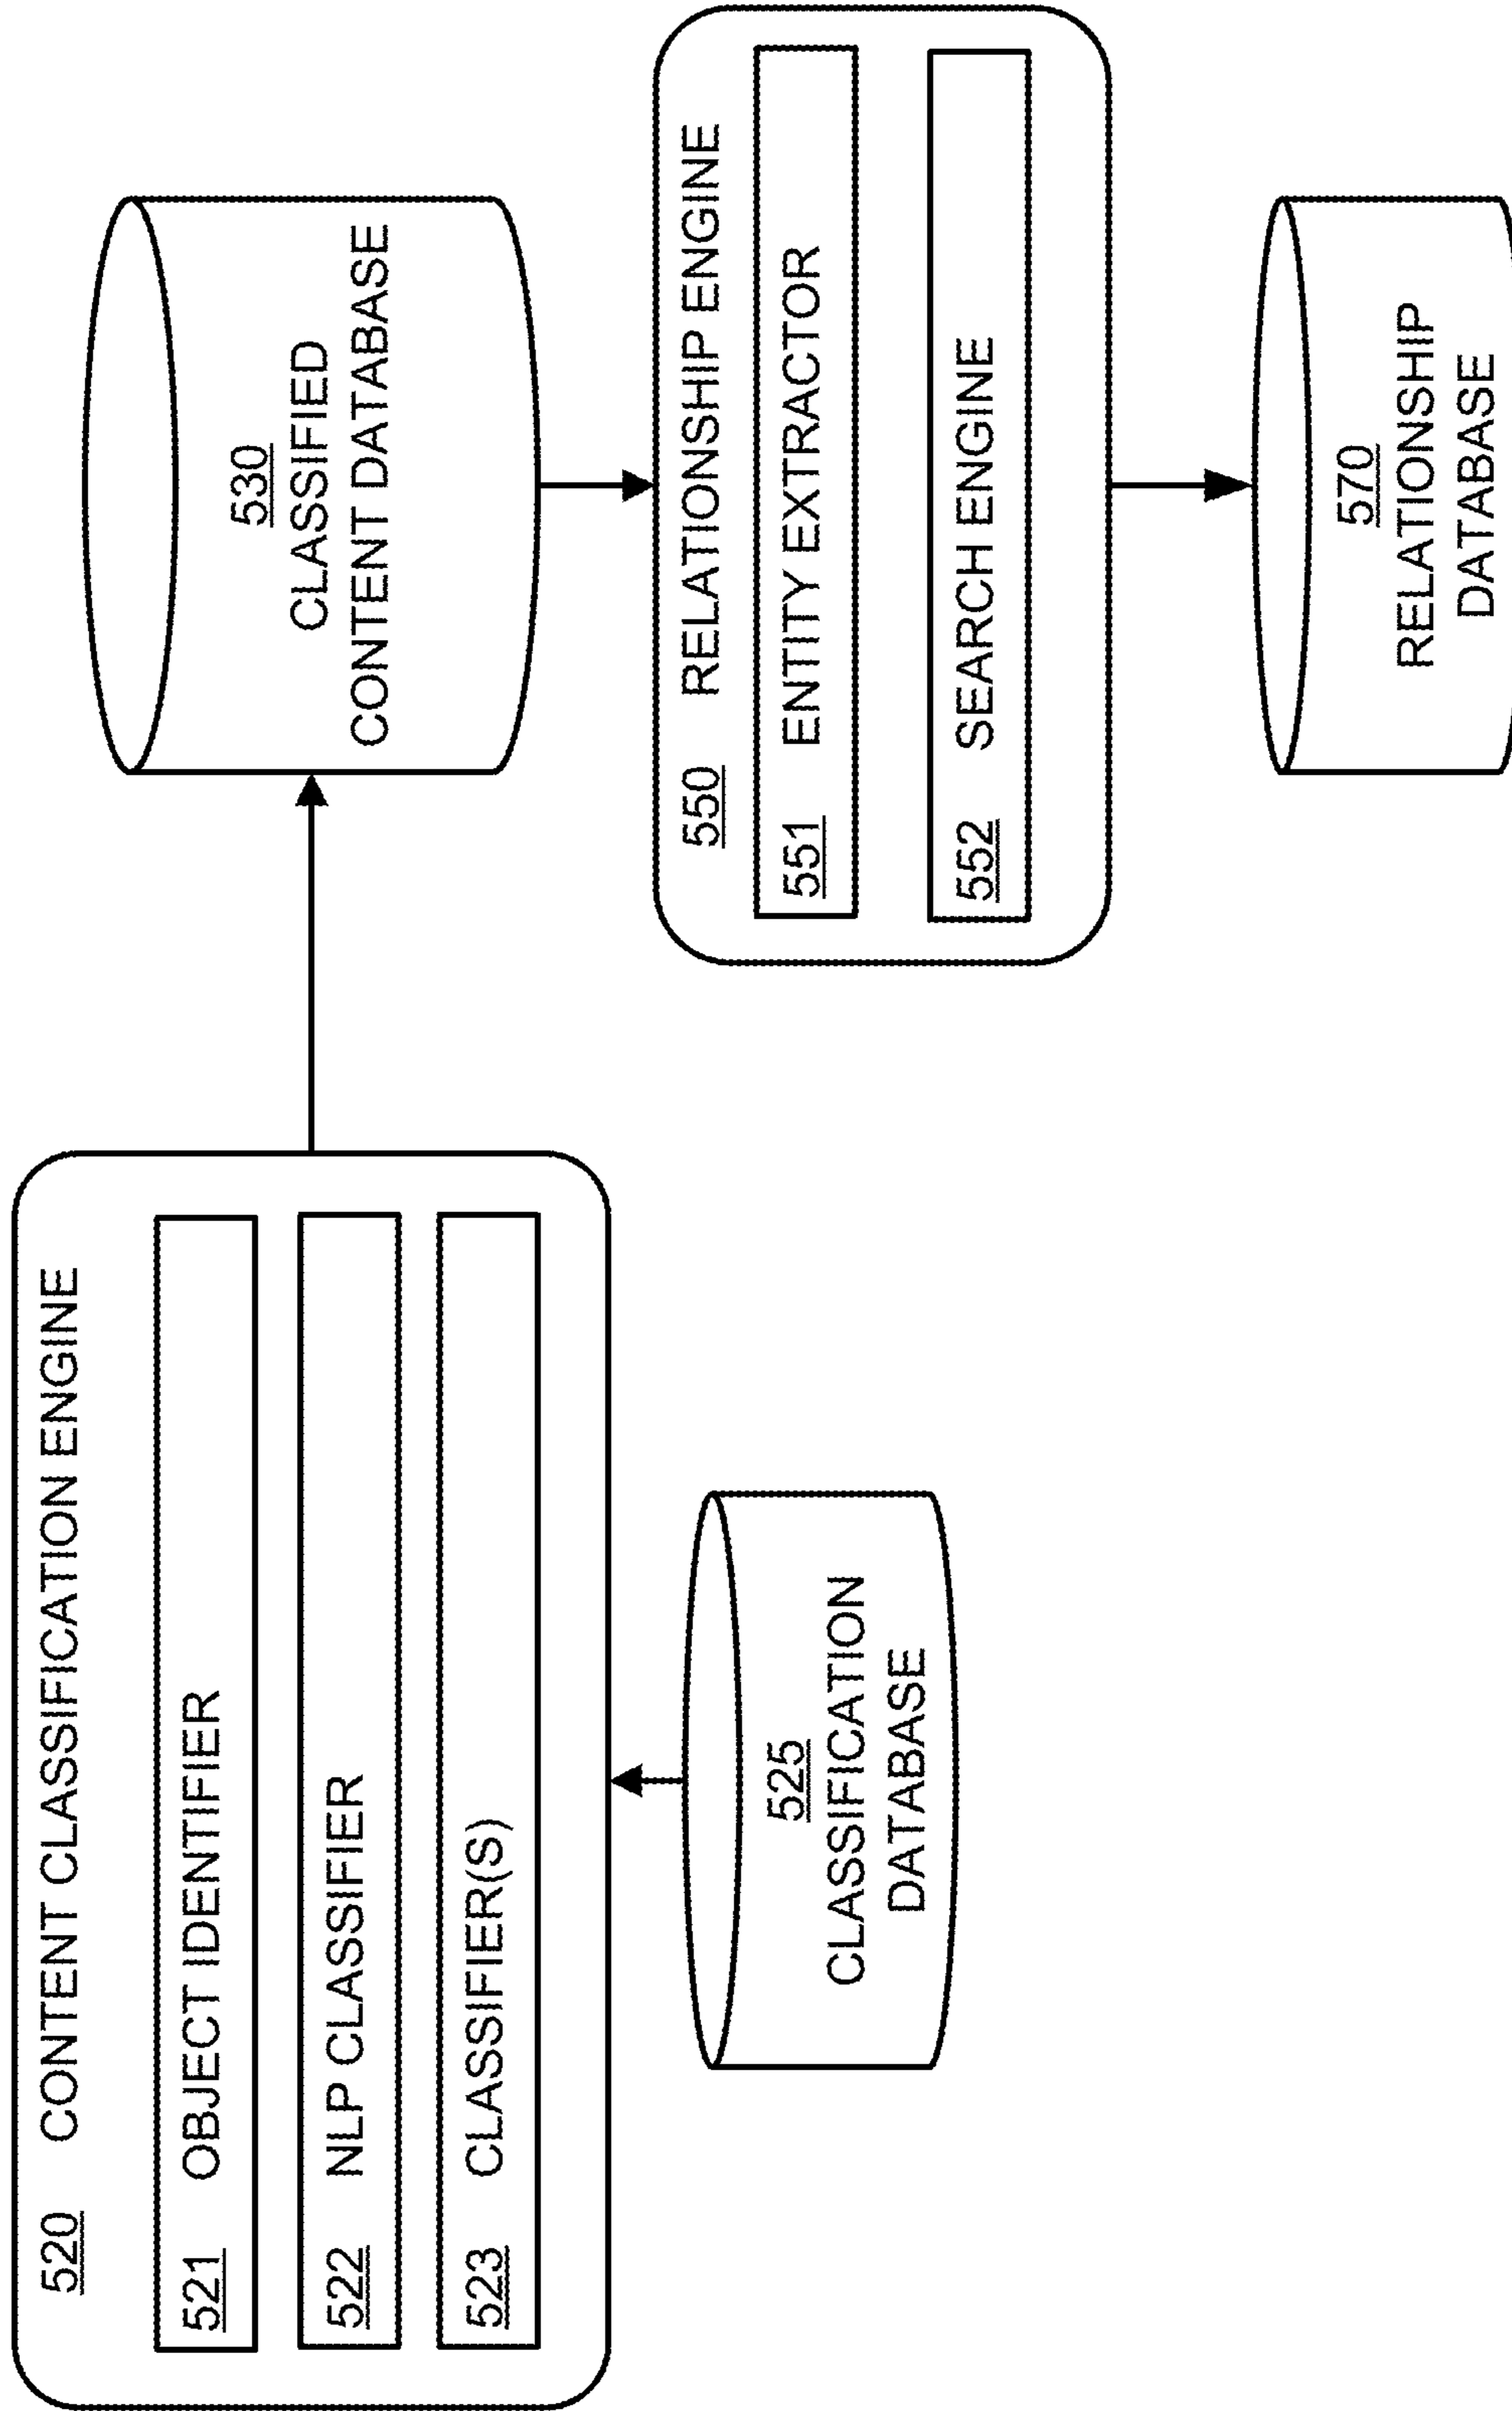 520 CONTENT CLASSIFICATION ENGINE
521 OBJECT IDENTIFIER
522 NLP CLASSIFIER
523 CLASSIFIER(S)
525
CLASSIFICATION
DATABASE
530
CLASSIFIED
CONTENT DATABASE
550 RELATIONSHIP ENGINE
551 ENTITY EXTRACTOR
552 SEARCH ENGINE
570
RELATIONSHIP
DATABASE